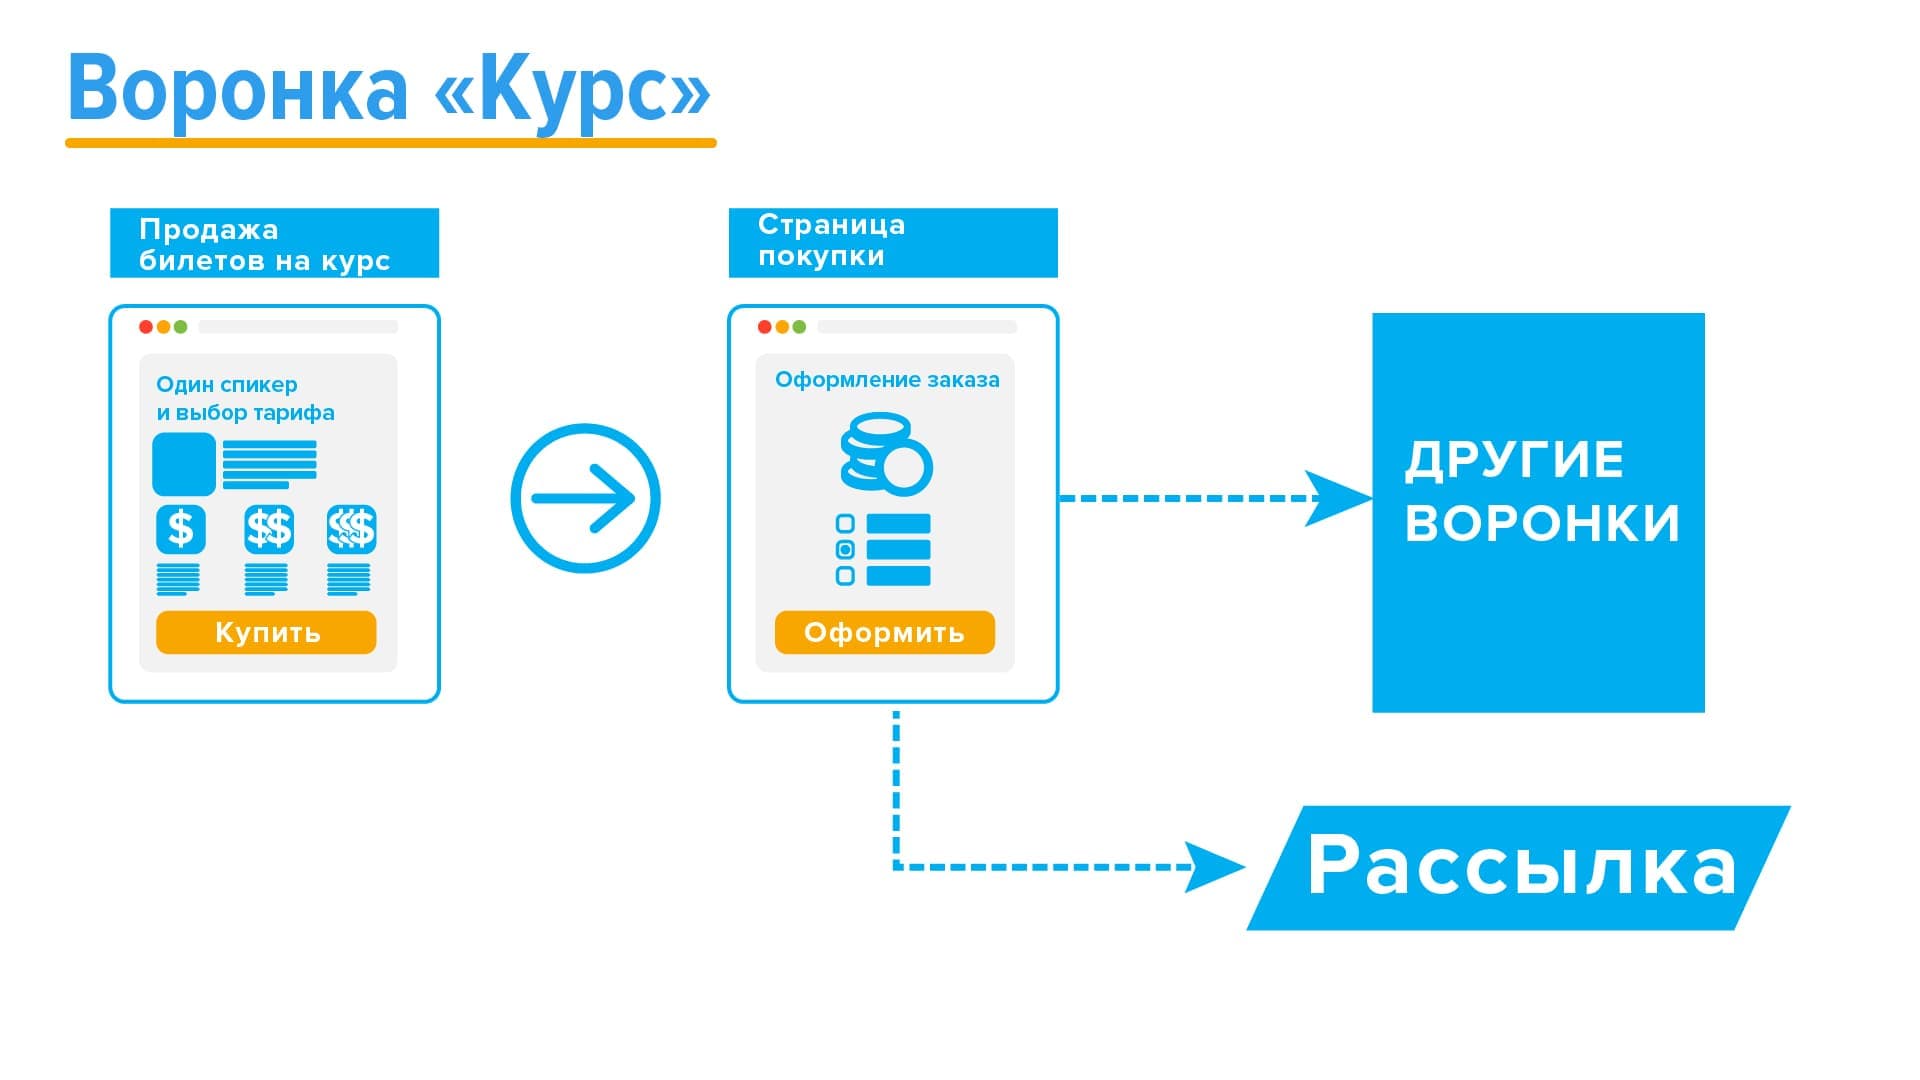 Воронка «Курс»
Продажа
билетов на курс
Один спикер
и выбор тарифа
$
$$
$$$
Купить
Страница
покупки
Оформление заказа
Оформить
ДРУГИЕ
ВОРОНКИ
Рассылка